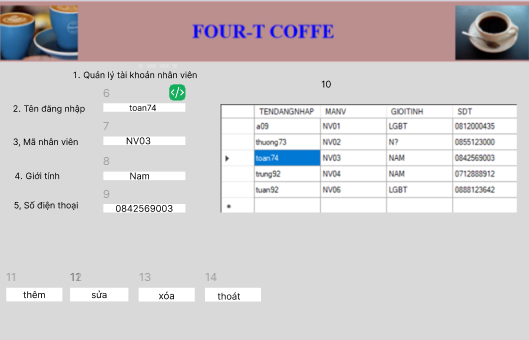 FOUR-T COFFE
1. Quản lý tài khoản nhân viên
10
6
</>
2. Tên đăng nhập toan74
7
3, Mã nhân viên NV03
8
4. Giới tính Nam
9
5, Số điện thoại 0842569003
TENDANGNHAP MANV GIOITINH SDT
a09 NV01 LGBT 0812000435
thuong73 NV02 N? 0855123000
toan74 NV03 NAM 0842569003
trung92 NV04 NAM 0712888912
tuan92 NV06 LGBT 0888123642
11 12 13 14
thêm sửa xóa thoát